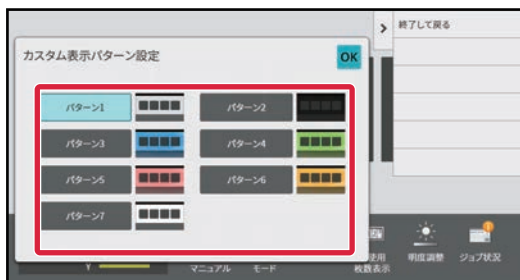 終了して戻る
カスタム表示パターン設定
OK
パターン1
パターン2
パターン3
パターン4
パターン5
パターン6
パターン7
使用
枚数表示
明度調整
ジョブ状況
Y
マニュアル
モード